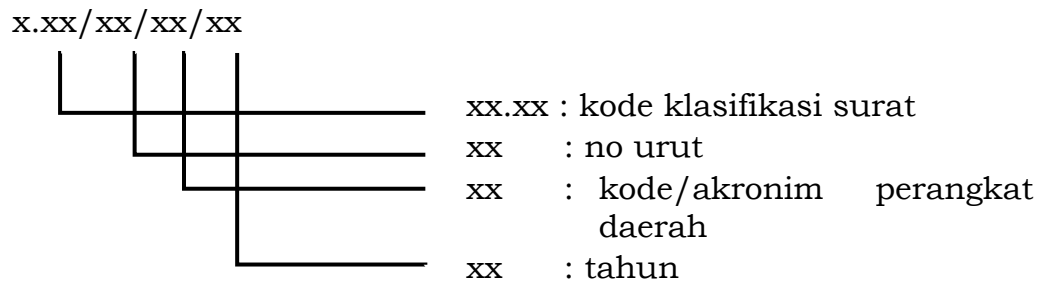 x.xx/xx/xx/xx
xx.xx : kode klasifikasi surat
xx : no urut
xx : kode/akronim perangkat
daerah
xx : tahun